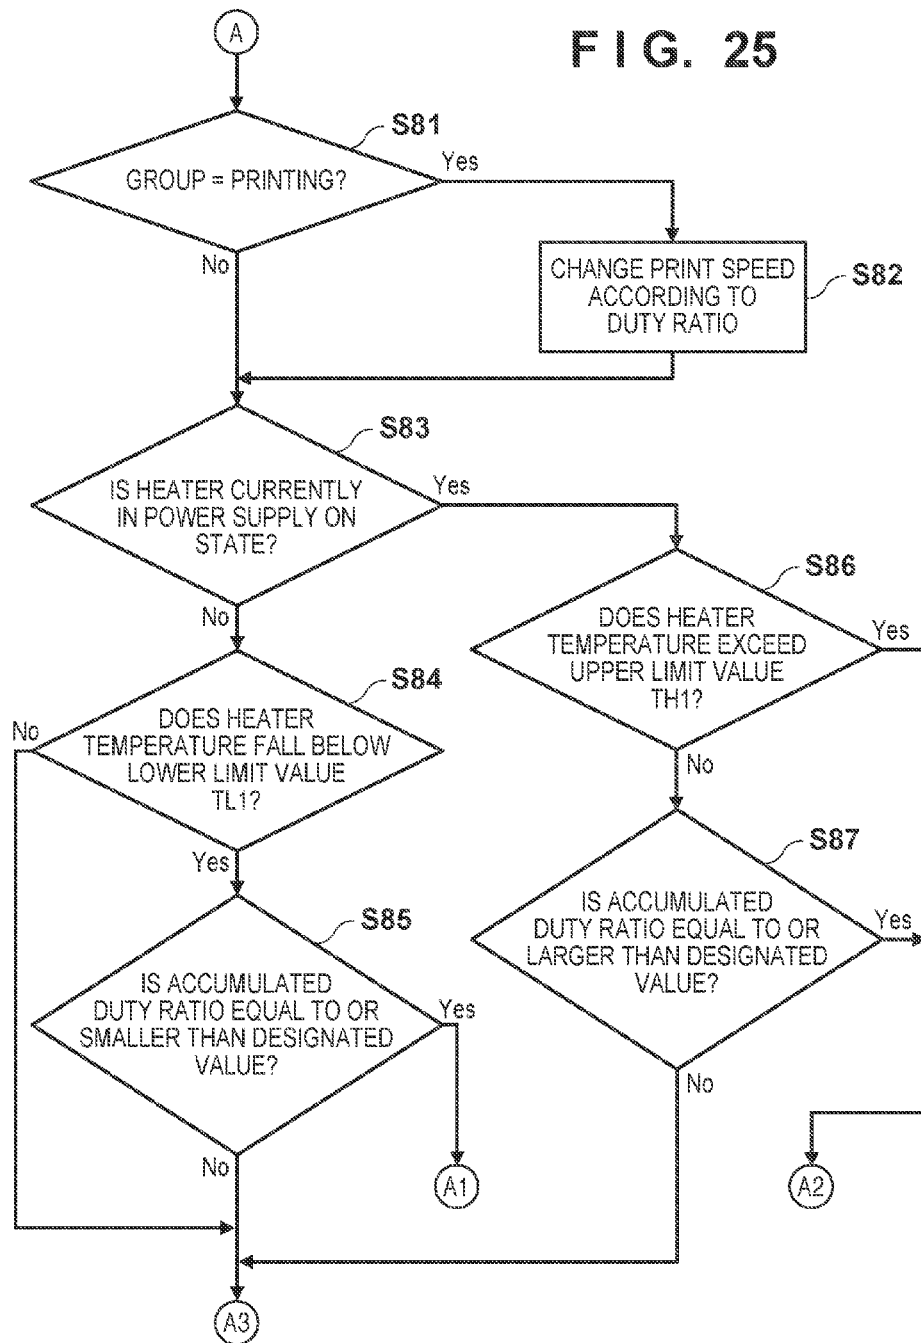 A
FIG. 25
S81
GROUP = PRINTING?
Yes
No
CHANGE PRINT SPEED
ACCORDING TO
DUTY RATIO
S82
S83
IS HEATER CURRENTLY
IN POWER SUPPLY ON
STATE?
Yes
No
S86
DOES HEATER
TEMPERATURE EXCEED
UPPER LIMIT VALUE
TH1?
Yes
No
S84
DOES HEATER
TEMPERATURE FALL BELOW
LOWER LIMIT VALUE
TL1?
No
Yes
S87
IS ACCUMULATED
DUTY RATIO EQUAL TO OR
LARGER THAN DESIGNATED
VALUE?
Yes
No
S85
IS ACCUMULATED
DUTY RATIO EQUAL TO OR
SMALLER THAN DESIGNATED
VALUE?
Yes
No
A1
A2
A3